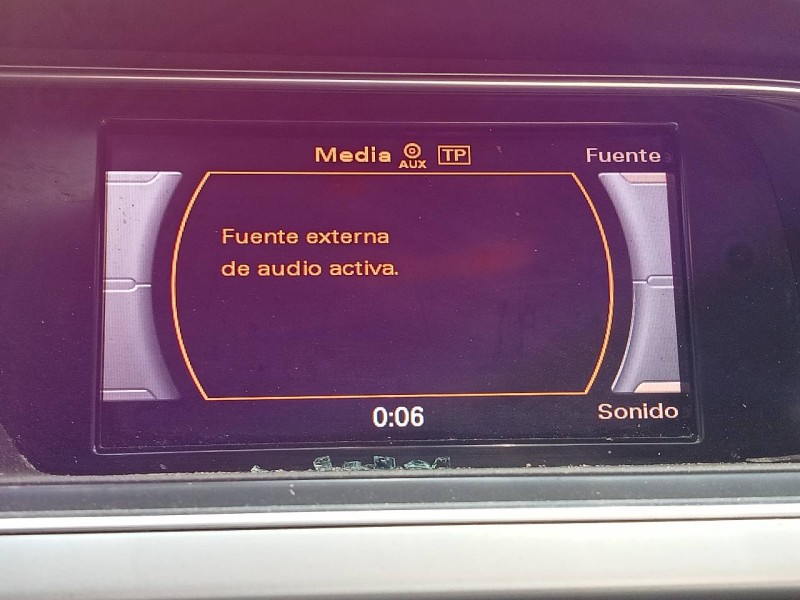 Media AUX TP Fuente
Fuente externa
de audio activa.
0:06
Sonido